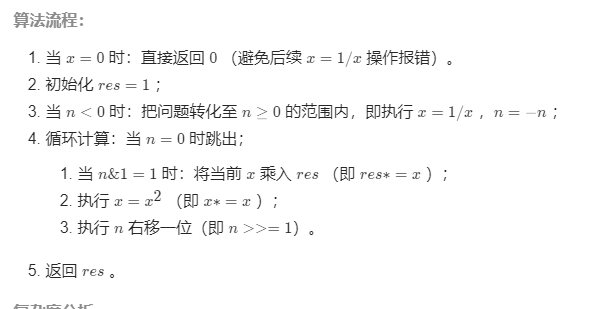 算法流程：
1. 当 x = 0 时：直接返回 0 （避免后续 x = 1/x 操作报错）。
2. 初始化 res = 1 ；
3. 当 n < 0 时：把问题转化至 n ≥ 0 的范围内，即执行 x = 1/x ，n = −n ；
4. 循环计算：当 n = 0 时跳出；
1. 当 n&1 = 1 时：将当前 x 乘入 res （即 res∗ = x ）；
2. 执行 x = x² （即 x∗ = x ）；
3. 执行 n 右移一位（即 n >>= 1）。
5. 返回 res 。